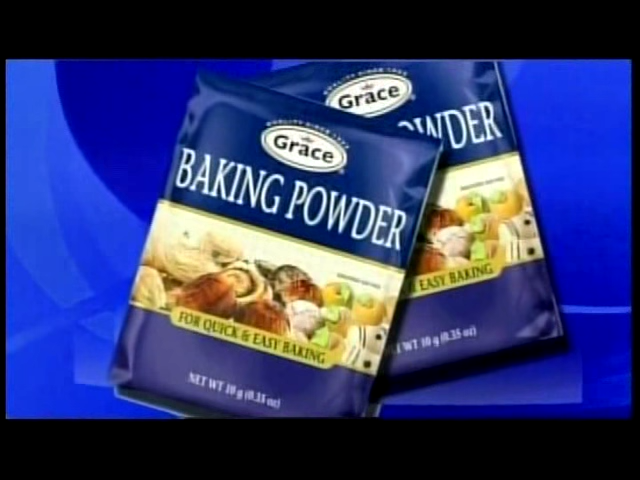 QUALITY SINCE 1922
Grace
BAKING POWDER
FOR QUICK & EASY BAKING
NET WT 10 g (0.35 oz)
Grace
OWDER
EASY BAKING
WT 10 g (0.35 oz)